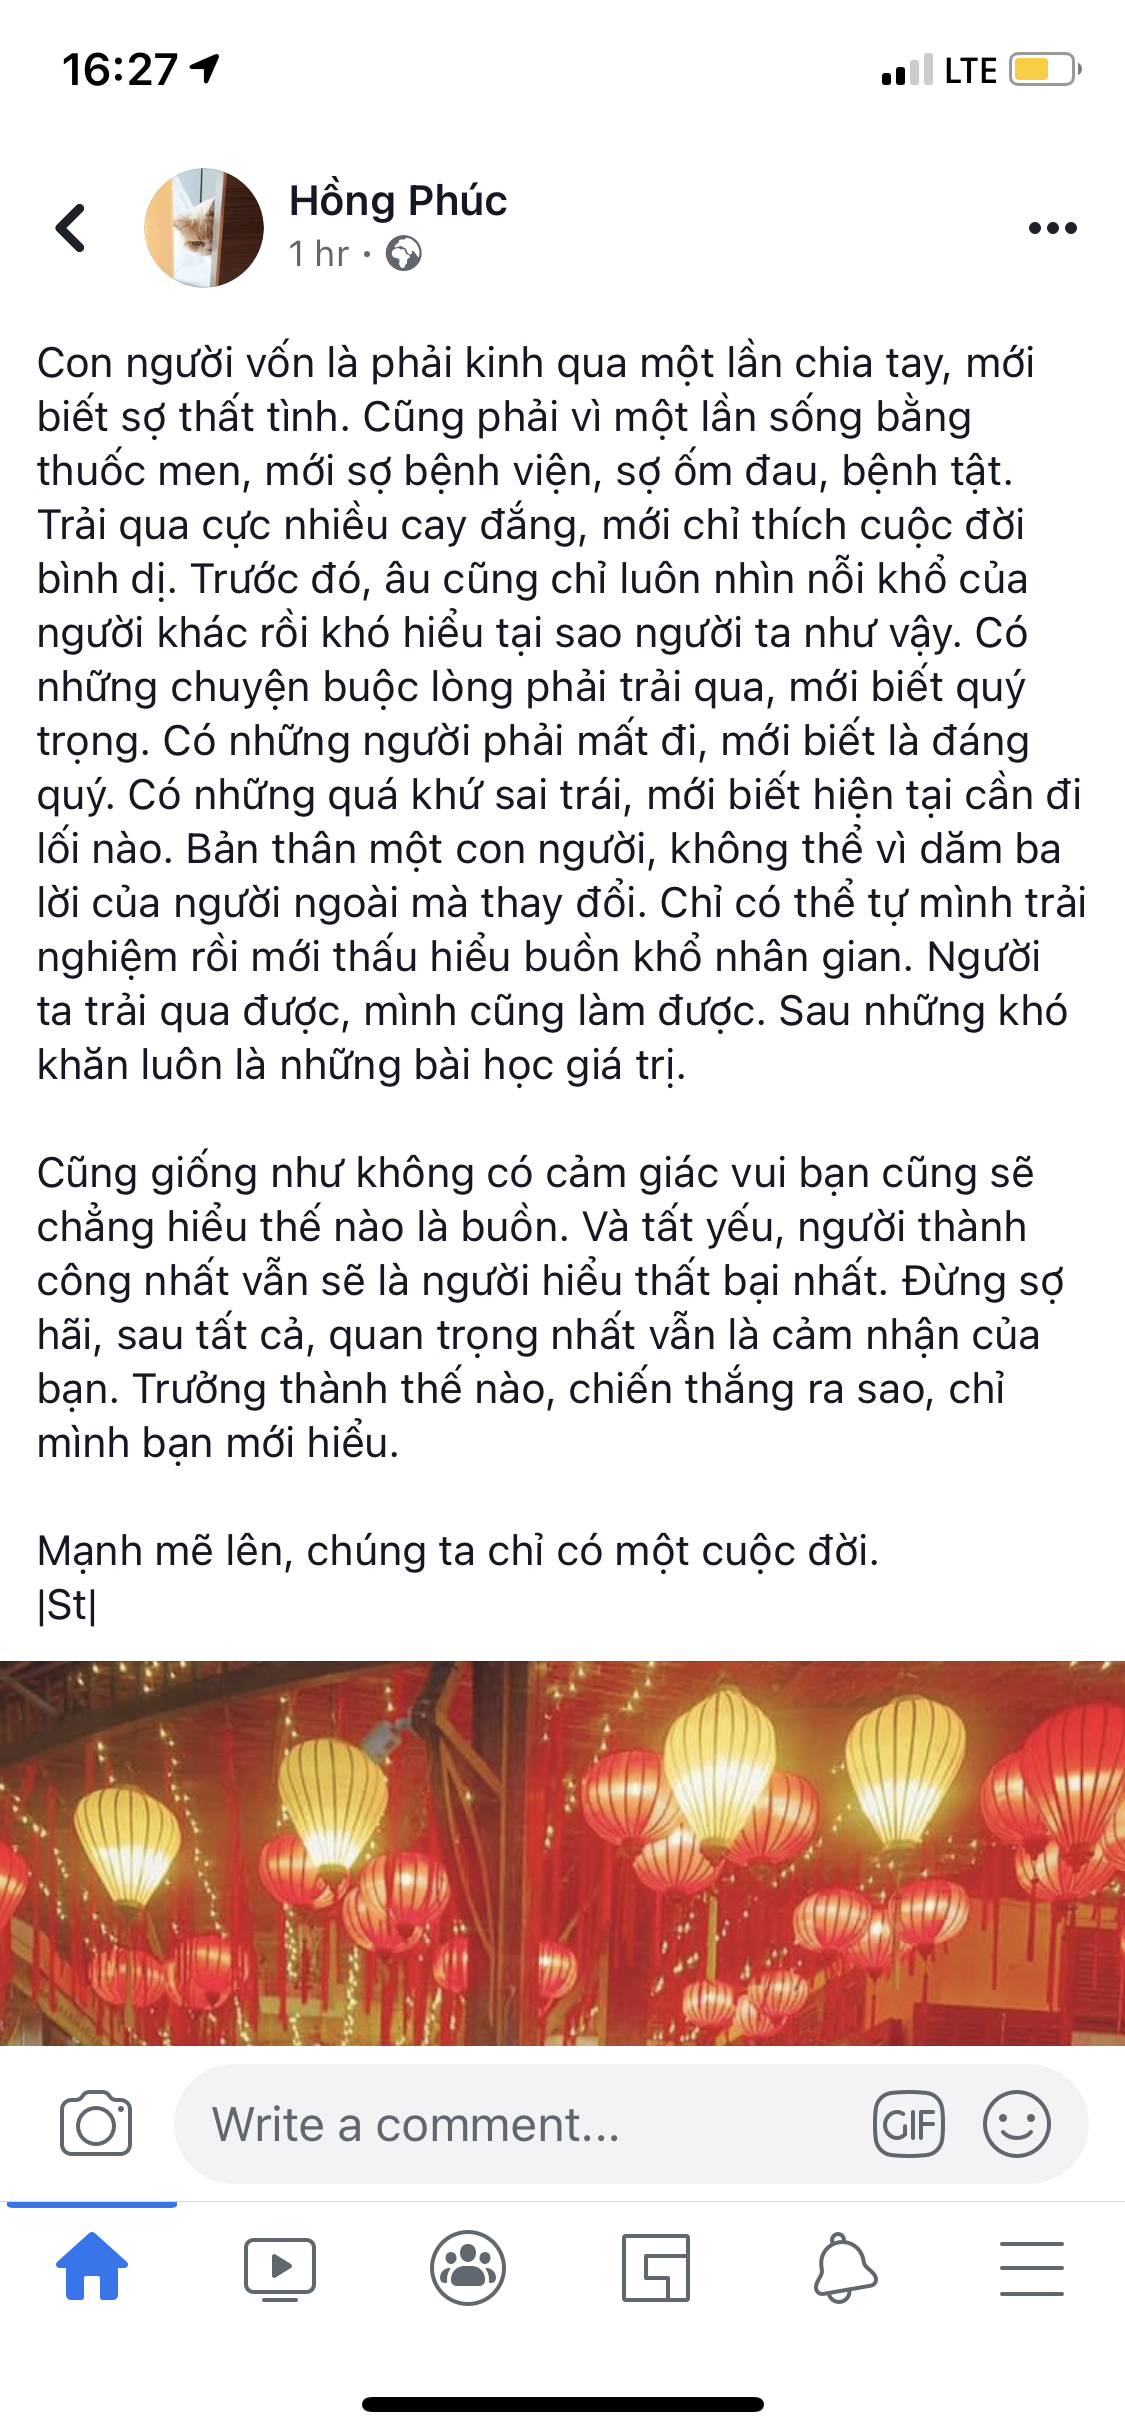 16:27
LTE
Hồng Phúc
1 hr ·
Con người vốn là phải kinh qua một lần chia tay, mới
biết sợ thất tình. Cũng phải vì một lần sống bằng
thuốc men, mới sợ bệnh viện, sợ ốm đau, bệnh tật.
Trải qua cực nhiều cay đắng, mới chỉ thích cuộc đời
bình dị. Trước đó, âu cũng chỉ luôn nhìn nỗi khổ của
người khác rồi khó hiểu tại sao người ta như vậy. Có
những chuyện buộc lòng phải trải qua, mới biết quý
trọng. Có những người phải mất đi, mới biết là đáng
quý. Có những quá khứ sai trái, mới biết hiện tại cần đi
lối nào. Bản thân một con người, không thể vì dăm ba
lời của người ngoài mà thay đổi. Chỉ có thể tự mình trải
nghiệm rồi mới thấu hiểu buồn khổ nhân gian. Người
ta trải qua được, mình cũng làm được. Sau những khó
khăn luôn là những bài học giá trị.
Cũng giống như không có cảm giác vui bạn cũng sẽ
chẳng hiểu thế nào là buồn. Và tất yếu, người thành
công nhất vẫn sẽ là người hiểu thất bại nhất. Đừng sợ
hãi, sau tất cả, quan trọng nhất vẫn là cảm nhận của
bạn. Trưởng thành thế nào, chiến thắng ra sao, chỉ
mình bạn mới hiểu.
Mạnh mẽ lên, chúng ta chỉ có một cuộc đời.
|St|
Write a comment...
GIF